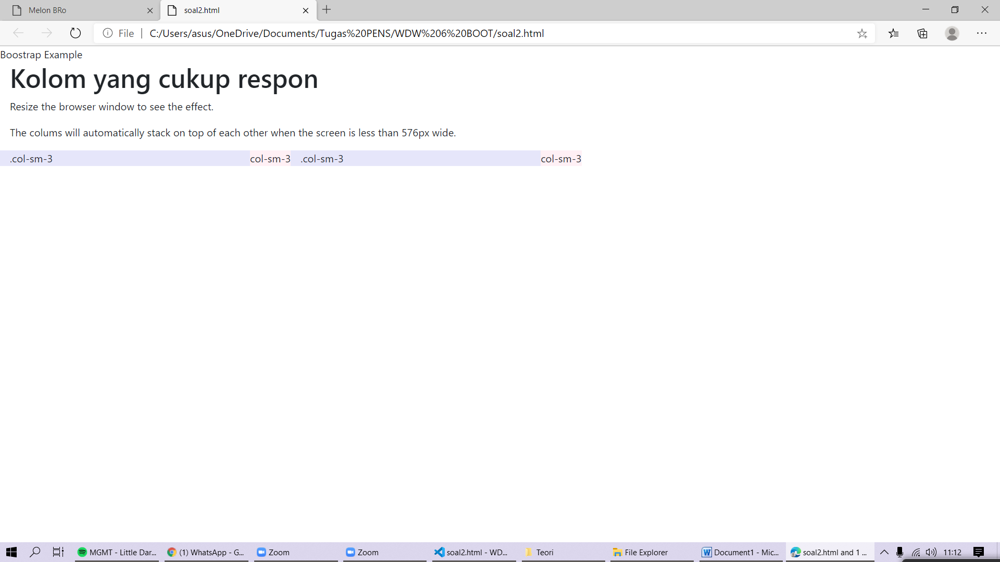 Melon BRo
soal2.html
File
C:/Users/asus/OneDrive/Documents/Tugas%20PENS/WDW%206%20BOOT/soal2.html
Boostrap Example
Kolom yang cukup respon
Resize the browser window to see the effect.
The colums will automatically stack on top of each other when the screen is less than 576px wide.
.col-sm-3 col-sm-3 .col-sm-3 col-sm-3
MGMT - Little Dar...
(1) WhatsApp - G...
Zoom
Zoom
soal2.html - WD...
Teori
File Explorer
Document1 - Mic...
soal2.html and 1 ...
11:12